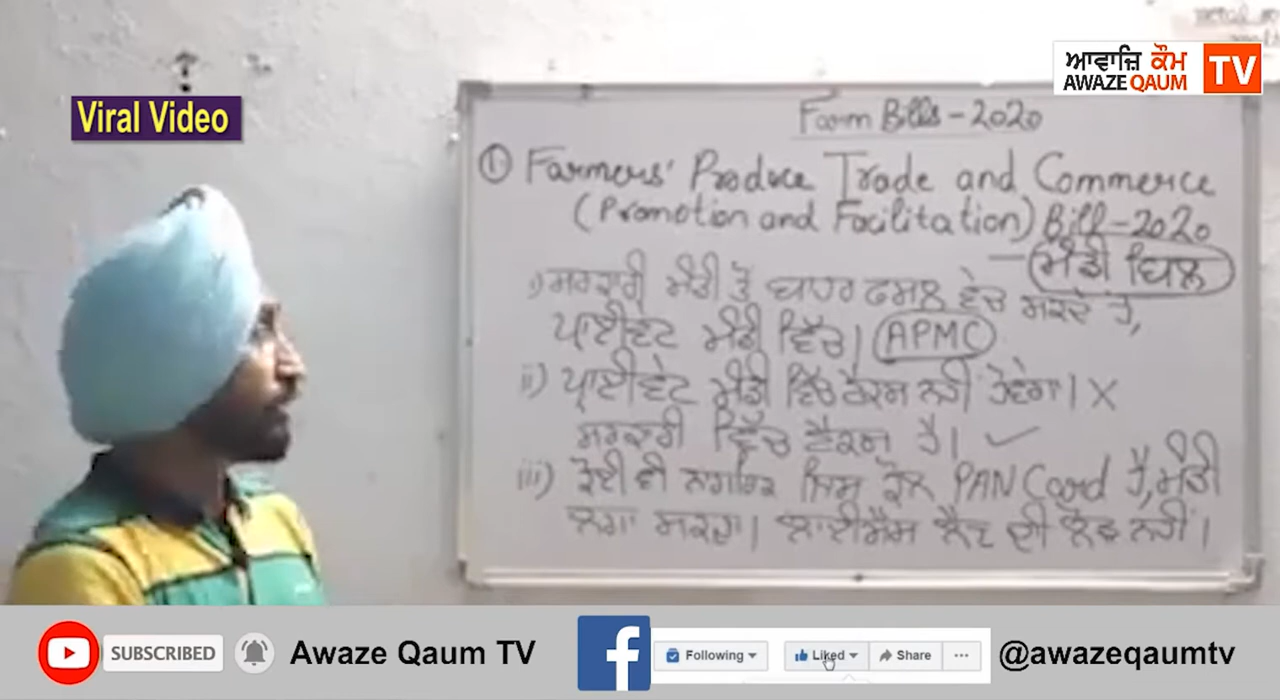 ਆਵਾਜ਼ਿ ਕੌਮ
AWAZE QAUM TV
Viral Video
Farm Bills - 2020
① Farmers' Produce Trade and Commerce
(Promotion and Facilitation) Bill-2020
— ਮੰਡੀ ਬਿਲ
i) ਸਰਕਾਰੀ ਮੰਡੀ ਤੋਂ ਬਾਹਰ ਫਸਲ ਵੇਚ ਸਕਦੇ ਹੈ,
ਪ੍ਰਾਈਵੇਟ ਮੰਡੀ ਵਿੱਚ। APMC
ii) ਪ੍ਰਾਈਵੇਟ ਮੰਡੀ ਵਿੱਚ ਟੈਕਸ ਨਹੀਂ ਹੋਵੇਗਾ। X
ਸਰਕਾਰੀ ਵਿੱਚ ਟੈਕਸ ਹੈ। ✓
iii) ਕੋਈ ਵੀ ਨਾਗਰਿਕ ਜਿਸ ਕੋਲ PAN Card ਹੈ, ਮੰਡੀ
ਲਗਾ ਸਕਦਾ। ਲਾਈਸੈਂਸ ਲੈਣ ਦੀ ਲੋੜ ਨਹੀਂ।
SUBSCRIBED Awaze Qaum TV f Following Liked Share @awazeqaumtv